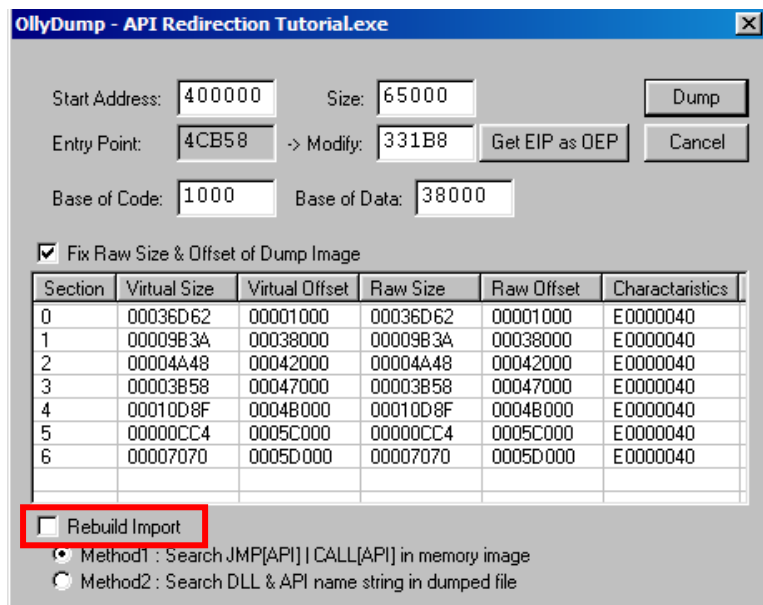 OllyDump - API Redirection Tutorial.exe
Start Address: 400000 Size: 65000 Dump
Entry Point: 4CB58 -> Modify: 331B8 Get EIP as OEP Cancel
Base of Code: 1000 Base of Data: 38000
Fix Raw Size & Offset of Dump Image
Section Virtual Size Virtual Offset Raw Size Raw Offset Charactaristics
0 00036D62 00001000 00036D62 00001000 E0000040
1 00009B3A 00038000 00009B3A 00038000 E0000040
2 00004A48 00042000 00004A48 00042000 E0000040
3 00003B58 00047000 00003B58 00047000 E0000040
4 00010D8F 0004B000 00010D8F 0004B000 E0000040
5 00000CC4 0005C000 00000CC4 0005C000 E0000040
6 00007070 0005D000 00007070 0005D000 E0000040
Rebuild Import
Method1 : Search JMP[API] | CALL[API] in memory image
Method2 : Search DLL & API name string in dumped file